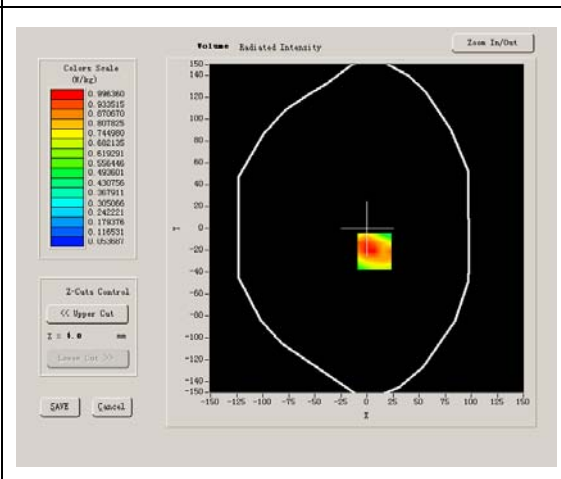 Volume Radiated Intensity
Zoom In/Out
Colors Scale
(W/kg)
0.996360
0.933515
0.870670
0.807825
0.744980
0.682135
0.619291
0.556446
0.493601
0.430756
0.367911
0.305066
0.242221
0.179376
0.116531
0.053687
Z-Cuts Control
<< Upper Cut
Z = 4.0 mm
Lower Cut >>
SAVE
Cancel
150
140
120
100
80
60
40
20
0
-20
-40
-60
-80
-100
-120
-140
-150
Y
-150 -125 -100 -75 -50 -25 0 25 50 75 100 125 150
X